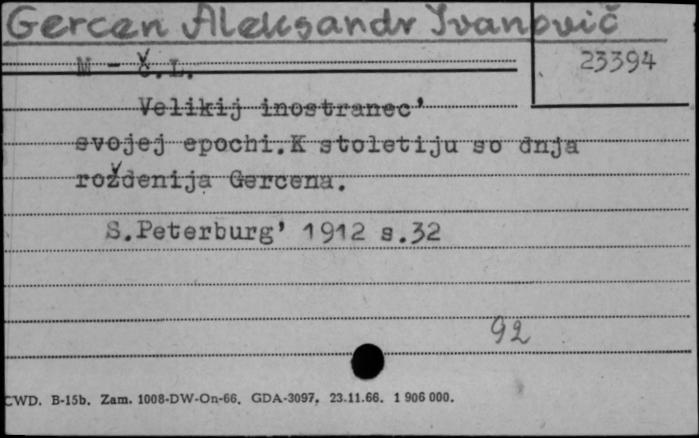 Gercen Aleksandr Ivanovič
23394
M - Č.L.
Velikij inostranec'
svojej epochi.K stoletiju so dnja
roždenija Gercena.
S.Peterburg' 1912 s.32
92
CWD. B-15b. Zam. 1008-DW-On-66. GDA-3097. 23.11.66. 1 906 000.